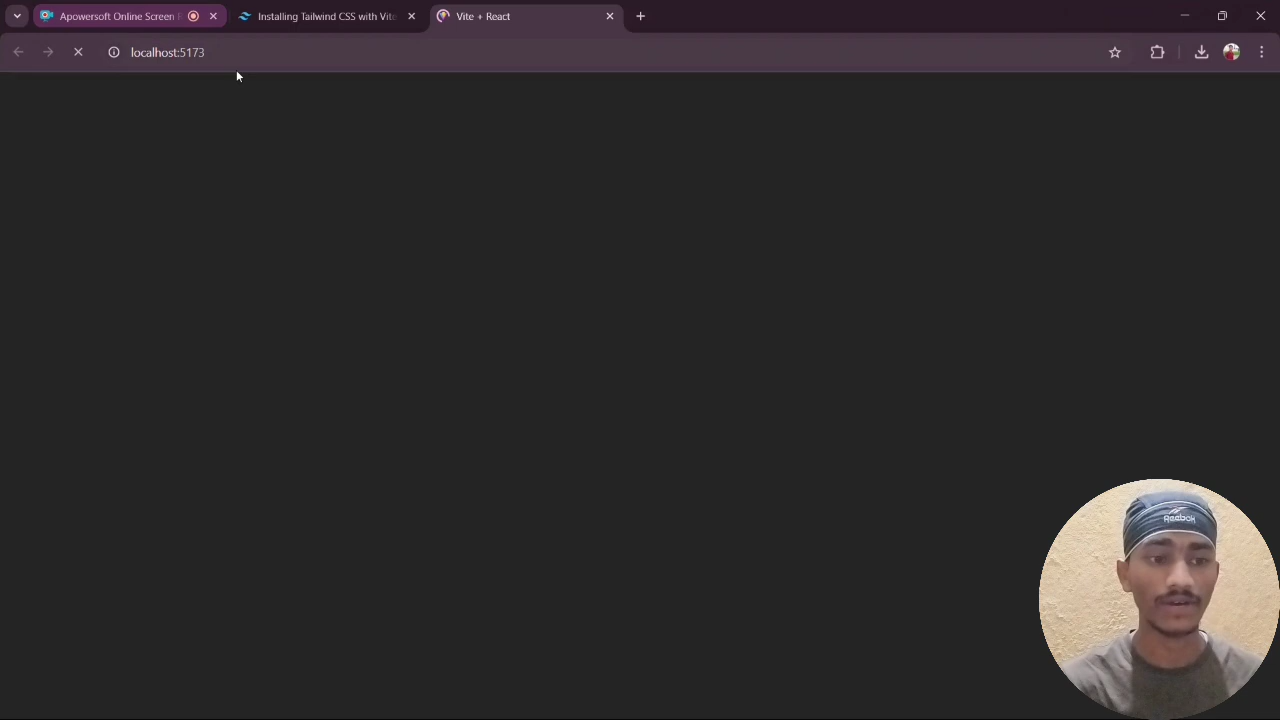 Apowersoft Online Screen
Installing Tailwind CSS with Vite
Vite + React
localhost:5173
Reebok